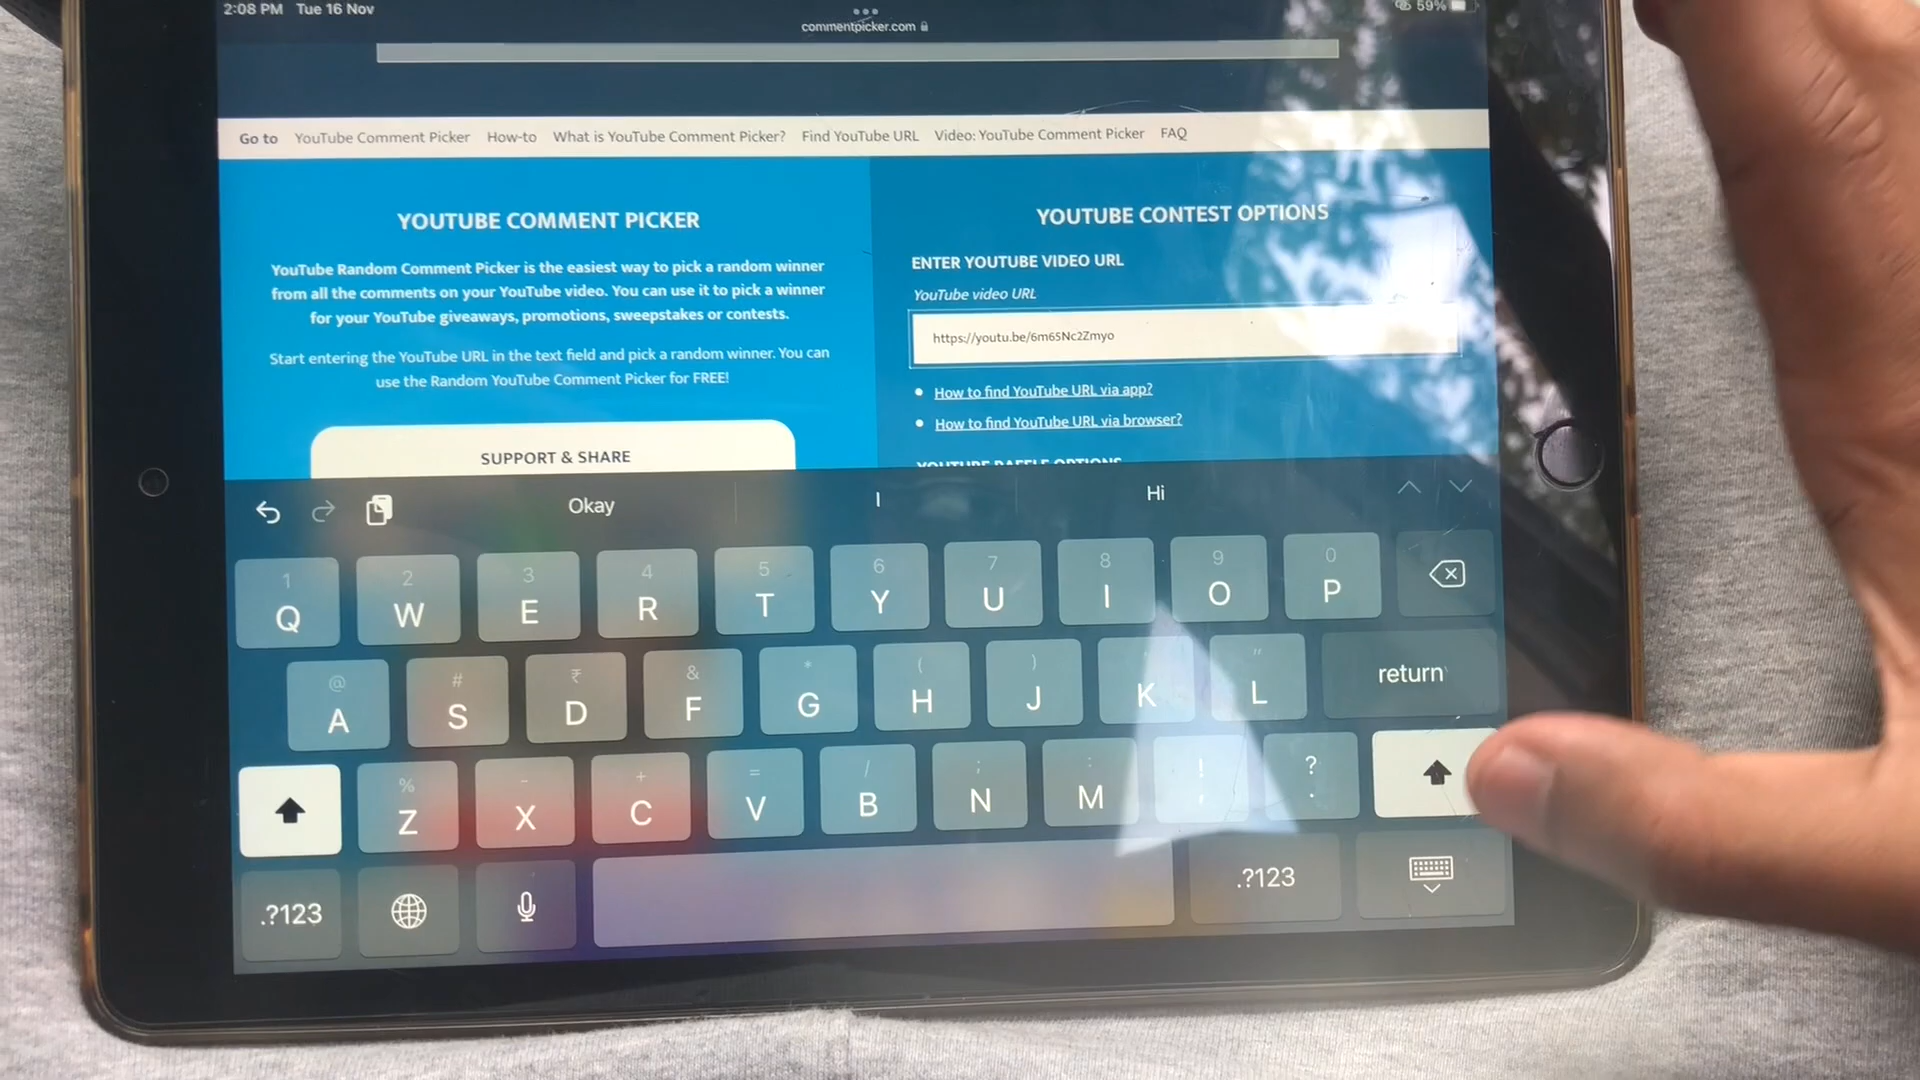 2:08 PM Tue 16 Nov
59%
commentpicker.com
Go to YouTube Comment Picker How-to What is YouTube Comment Picker? Find YouTube URL Video: YouTube Comment Picker FAQ
YOUTUBE COMMENT PICKER
YouTube Random Comment Picker is the easiest way to pick a random winner
from all the comments on your YouTube video. You can use it to pick a winner
for your YouTube giveaways, promotions, sweepstakes or contests.
Start entering the YouTube URL in the text field and pick a random winner. You can
use the Random YouTube Comment Picker for FREE!
SUPPORT & SHARE
YOUTUBE CONTEST OPTIONS
ENTER YOUTUBE VIDEO URL
YouTube video URL
https://youtu.be/6m65Nc2Zmyo
How to find YouTube URL via app?
How to find YouTube URL via browser?
YOUTUBE RAFFLE OPTIONS
Okay I Hi
1 2 3 4 5 6 7 8 9 0
Q W E R T Y U I O P
@ # ₹ & * ( ) ' "
A S D F G H J K L return
% - + = / ; : ! ?
Z X C V B N M , .
.?123 .?123